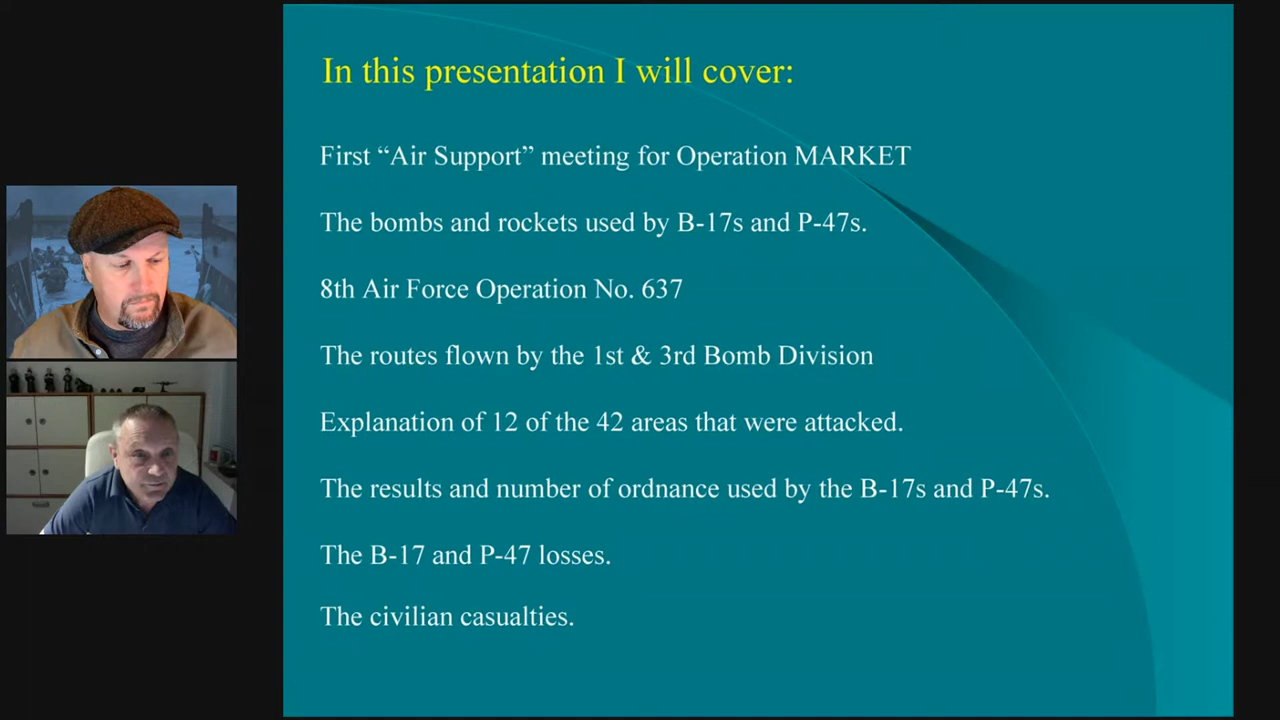 In this presentation I will cover:
First “Air Support” meeting for Operation MARKET
The bombs and rockets used by B-17s and P-47s.
8th Air Force Operation No. 637
The routes flown by the 1st & 3rd Bomb Division
Explanation of 12 of the 42 areas that were attacked.
The results and number of ordnance used by the B-17s and P-47s.
The B-17 and P-47 losses.
The civilian casualties.